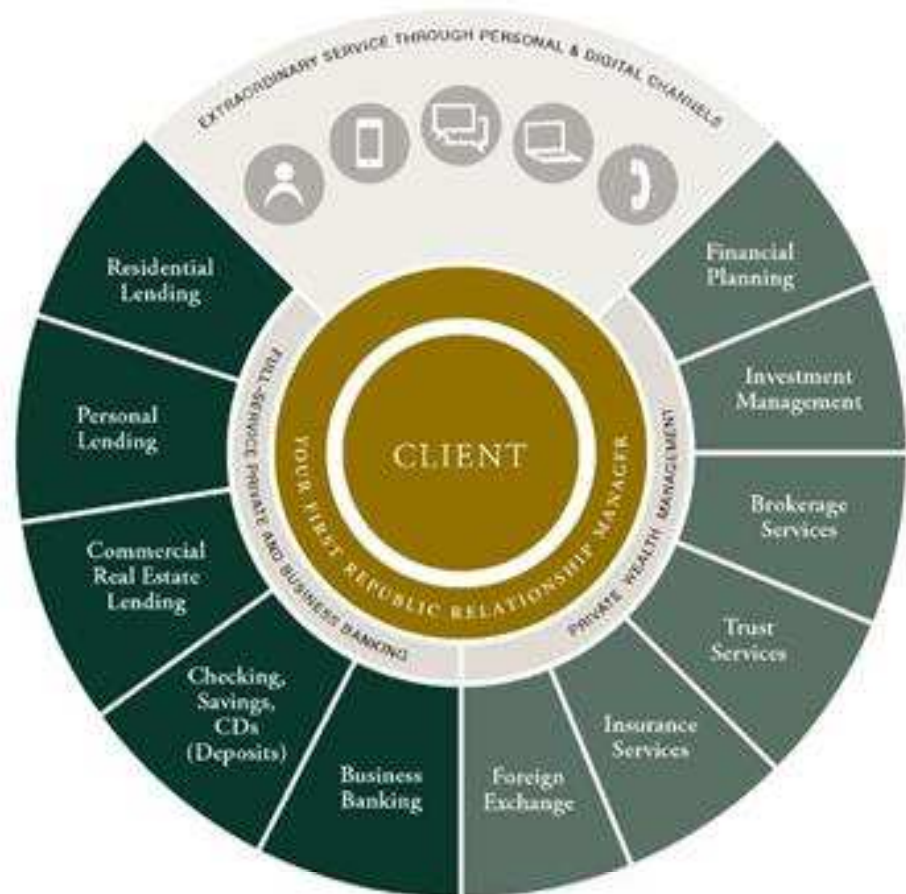 EXTRAORDINARY SERVICE THROUGH PERSONAL & DIGITAL CHANNELS
Residential
Lending
Personal
Lending
Commercial
Real Estate
Lending
Checking,
Savings,
CDs
(Deposits)
Business
Banking
Foreign
Exchange
Insurance
Services
Trust
Services
Brokerage
Services
Investment
Management
Financial
Planning
FULL-SERVICE PRIVATE AND BUSINESS BANKING
PRIVATE WEALTH MANAGEMENT
YOUR FIRST REPUBLIC RELATIONSHIP MANAGER
CLIENT